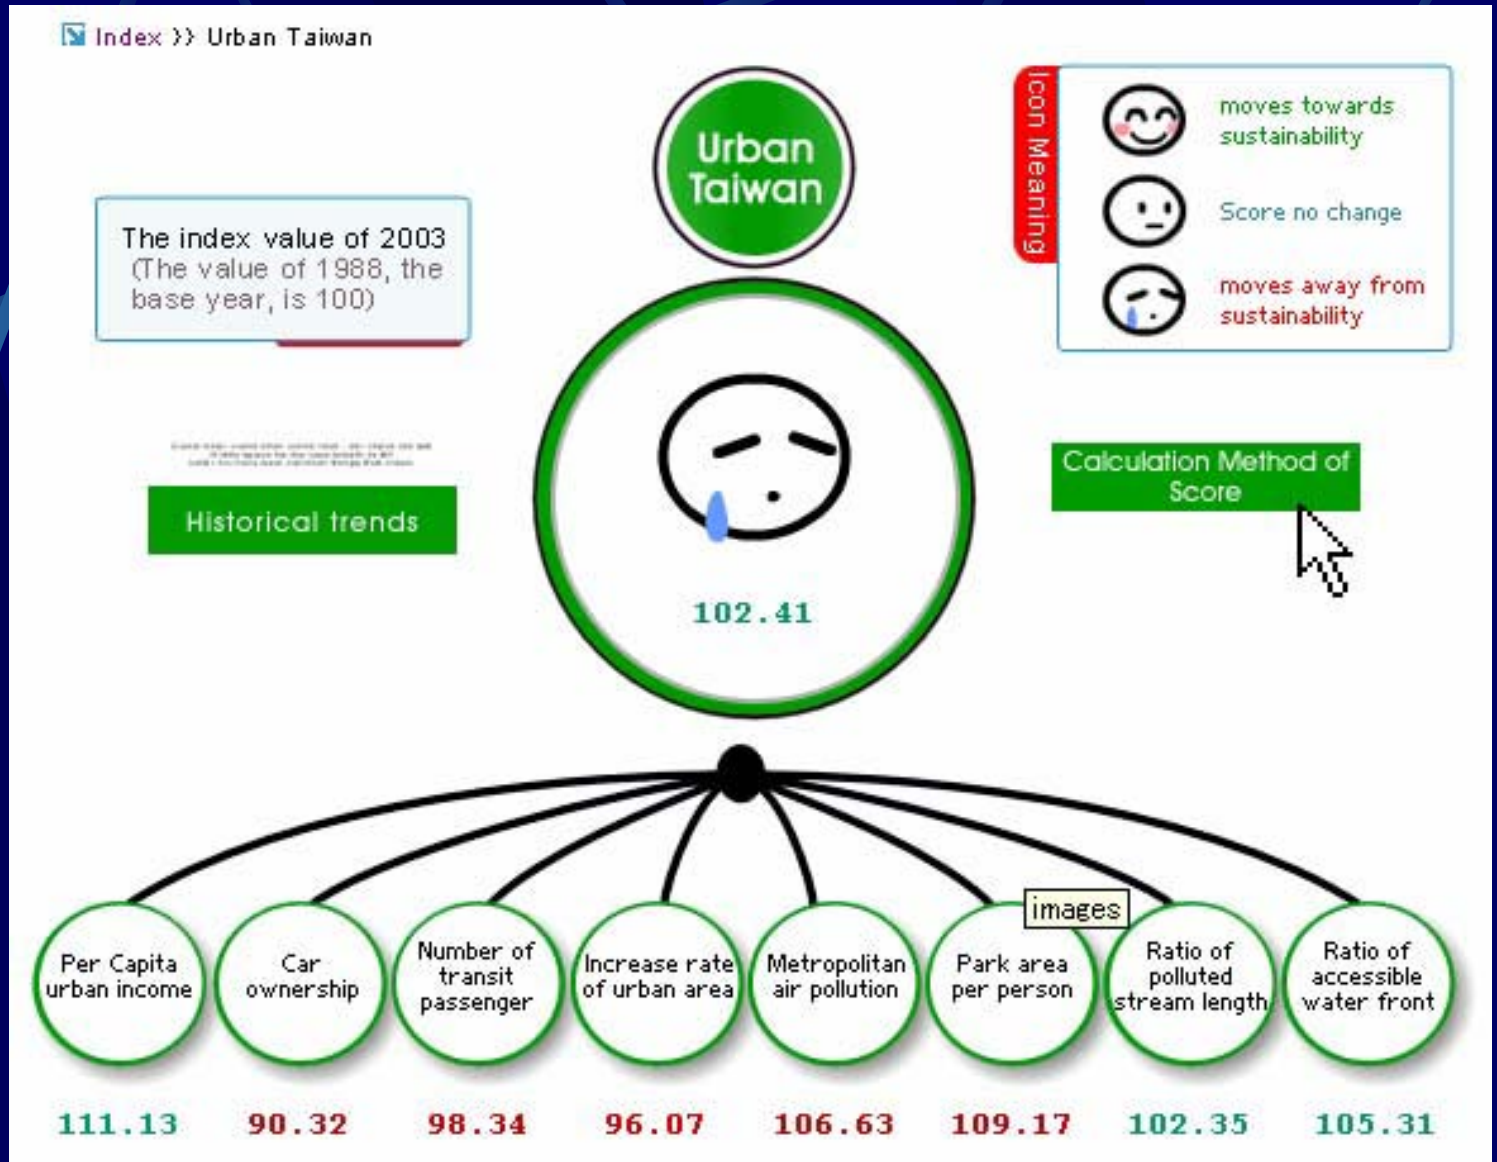 Index >> Urban Taiwan
Urban
Taiwan
Icon Meaning
moves towards
sustainability
Score no change
moves away from
sustainability
The index value of 2003
(The value of 1988, the
base year, is 100)
Historical trends
Calculation Method of
Score
102.41
images
Per Capita
urban income
Car
ownership
Number of
transit
passenger
Increase rate
of urban area
Metropolitan
air pollution
Park area
per person
Ratio of
polluted
stream length
Ratio of
accessible
water front
111.13
90.32
98.34
96.07
106.63
109.17
102.35
105.31